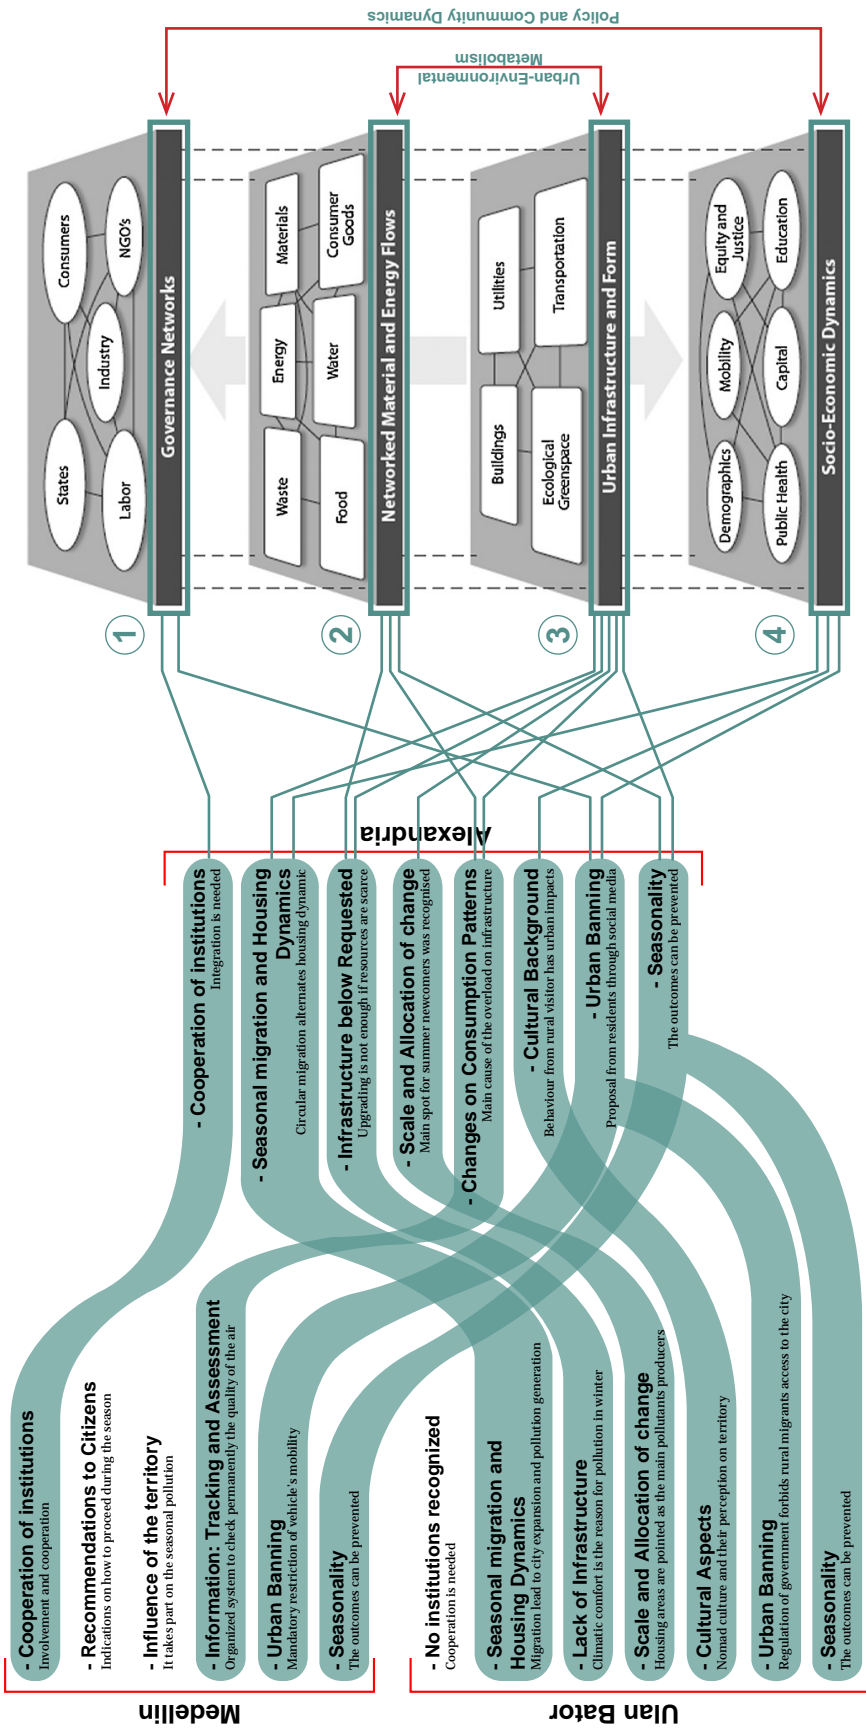 Medellin
- Cooperation of institutions
Involvement and cooperation
- Recommendations to Citizens
Indications on how to proceed during the season
- Influence of the territory
It takes part on the seasonal pollution
- Information: Tracking and Assessment
Organized system to check permanently the quality of the air
- Urban Banning
Mandatory restriction of vehicle's mobility
- Seasonality
The outcomes can be prevented
Ulan Bator
- No institutions recognized
Cooperation is needed
- Seasonal migration and
Housing Dynamics
Migration lead to city expansion and pollution generation
- Lack of Infrastructure
Climatic comfort is the reason for pollution in winter
- Scale and Allocation of change
Housing areas are pointed as the main pollutants producers
- Cultural Aspects
Nomad culture and their perception on territory
- Urban Banning
Regulation of government forbids rural migrants access to the city
- Seasonality
The outcomes can be prevented
Alexandria
- Cooperation of institutions
Integration is needed
- Seasonal migration and Housing
Dynamics
Circular migration alternates housing dynamic
- Infrastructure below Requested
Upgrading is not enough if resources are scarce
- Scale and Allocation of change
Main spot for summer newcomers was recognised
- Changes on Consumption Patterns
Main cause of the overload on infrastructure
- Cultural Background
Behaviour from rural visitor has urban impacts
- Urban Banning
Proposal from residents through social media
- Seasonality
The outcomes can be prevented
1
States
Consumers
Industry
Labor
NGO's
Governance Networks
2
Waste
Energy
Materials
Food
Water
Consumer
Goods
Networked Material and Energy Flows
3
Buildings
Utilities
Ecological
Greenspace
Transportation
Urban Infrastructure and Form
4
Demographics
Mobility
Equity and
Justice
Public Health
Capital
Education
Socio-Economic Dynamics
Urban-Environmental
Metabolism
Policy and Community Dynamics